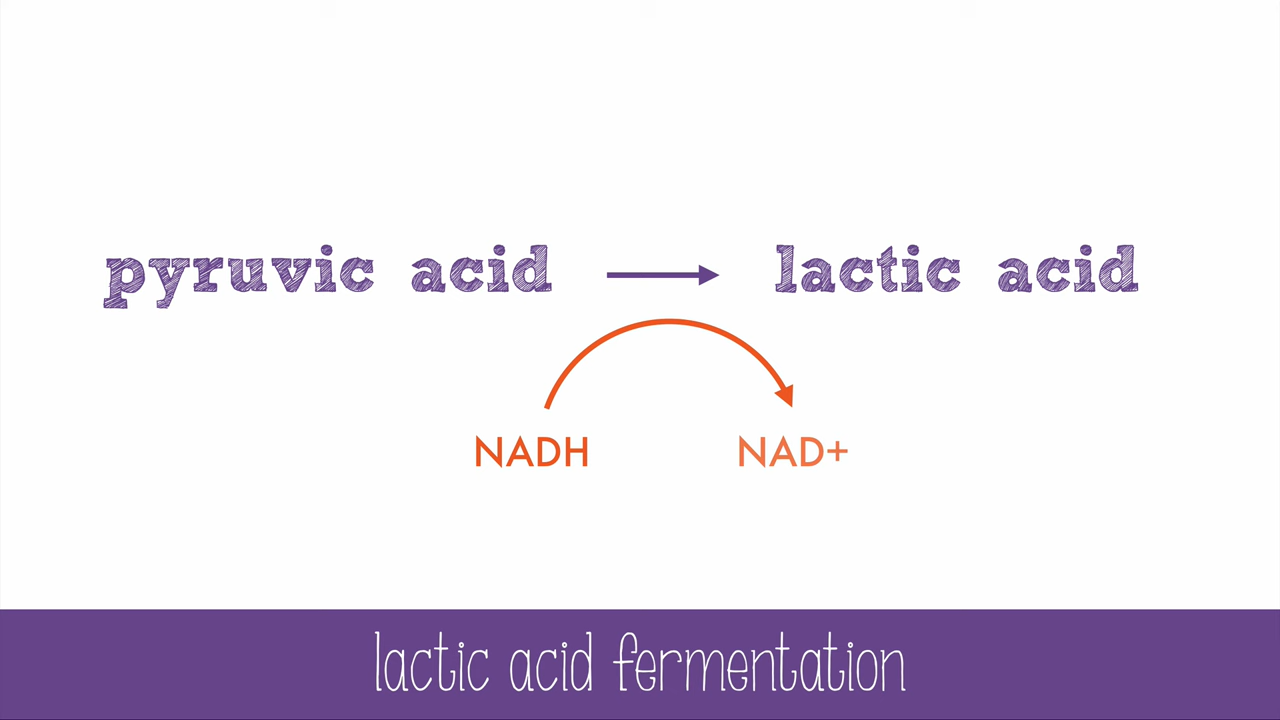 pyruvic acid → lactic acid
NADH NAD+
lactic acid fermentation